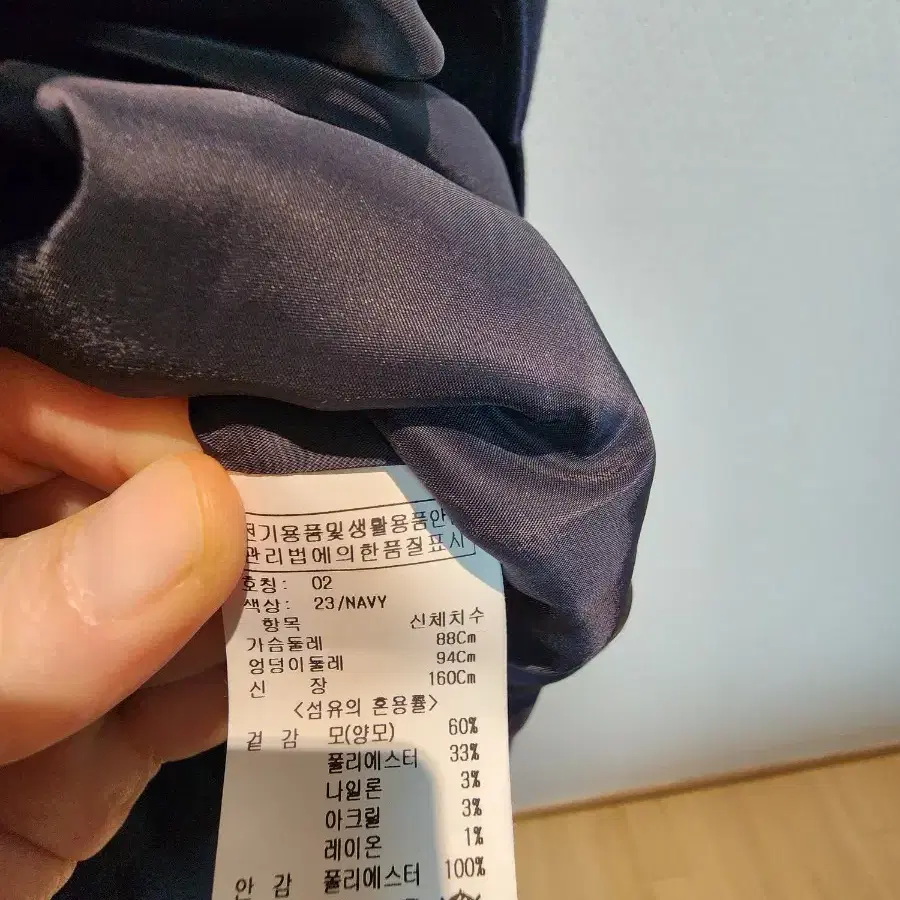 전기용품및생활용품안
관리법에의한품질표시
호칭: 02
색상: 23/NAVY
항목 신체치수
가슴둘레 88Cm
엉덩이둘레 94Cm
신 장 160Cm
<섬유의 혼용률>
겉 감 모(양모) 60%
폴리에스터 33%
나일론 3%
아크릴 3%
레이온 1%
안 감 폴리에스터 100%